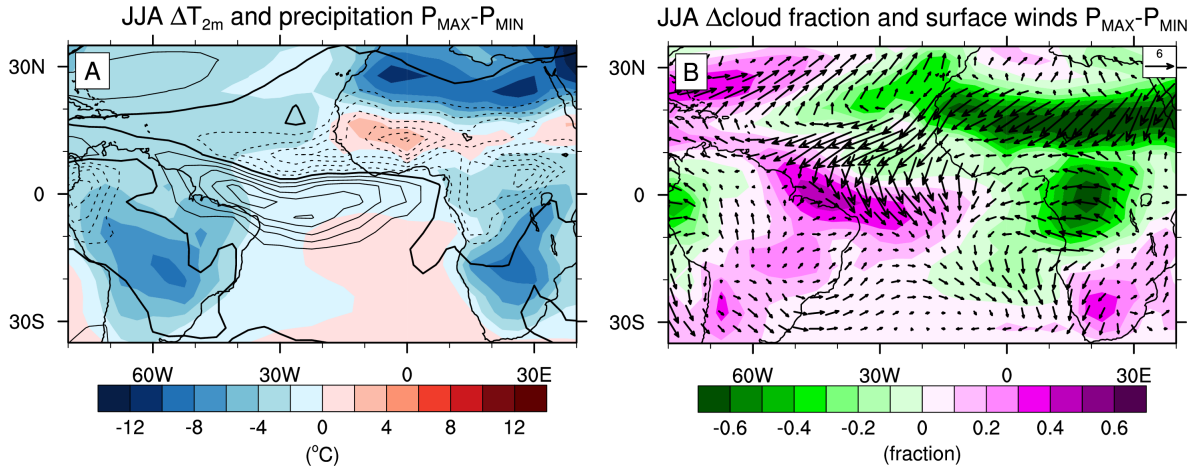 JJA ΔT2m and precipitation PMAX-PMIN
A
30N
0
30S
60W 30W 0 30E
-12 -8 -4 0 4 8 12
(°C)
JJA Δcloud fraction and surface winds PMAX-PMIN
B
6
30N
0
30S
60W 30W 0 30E
-0.6 -0.4 -0.2 0 0.2 0.4 0.6
(fraction)